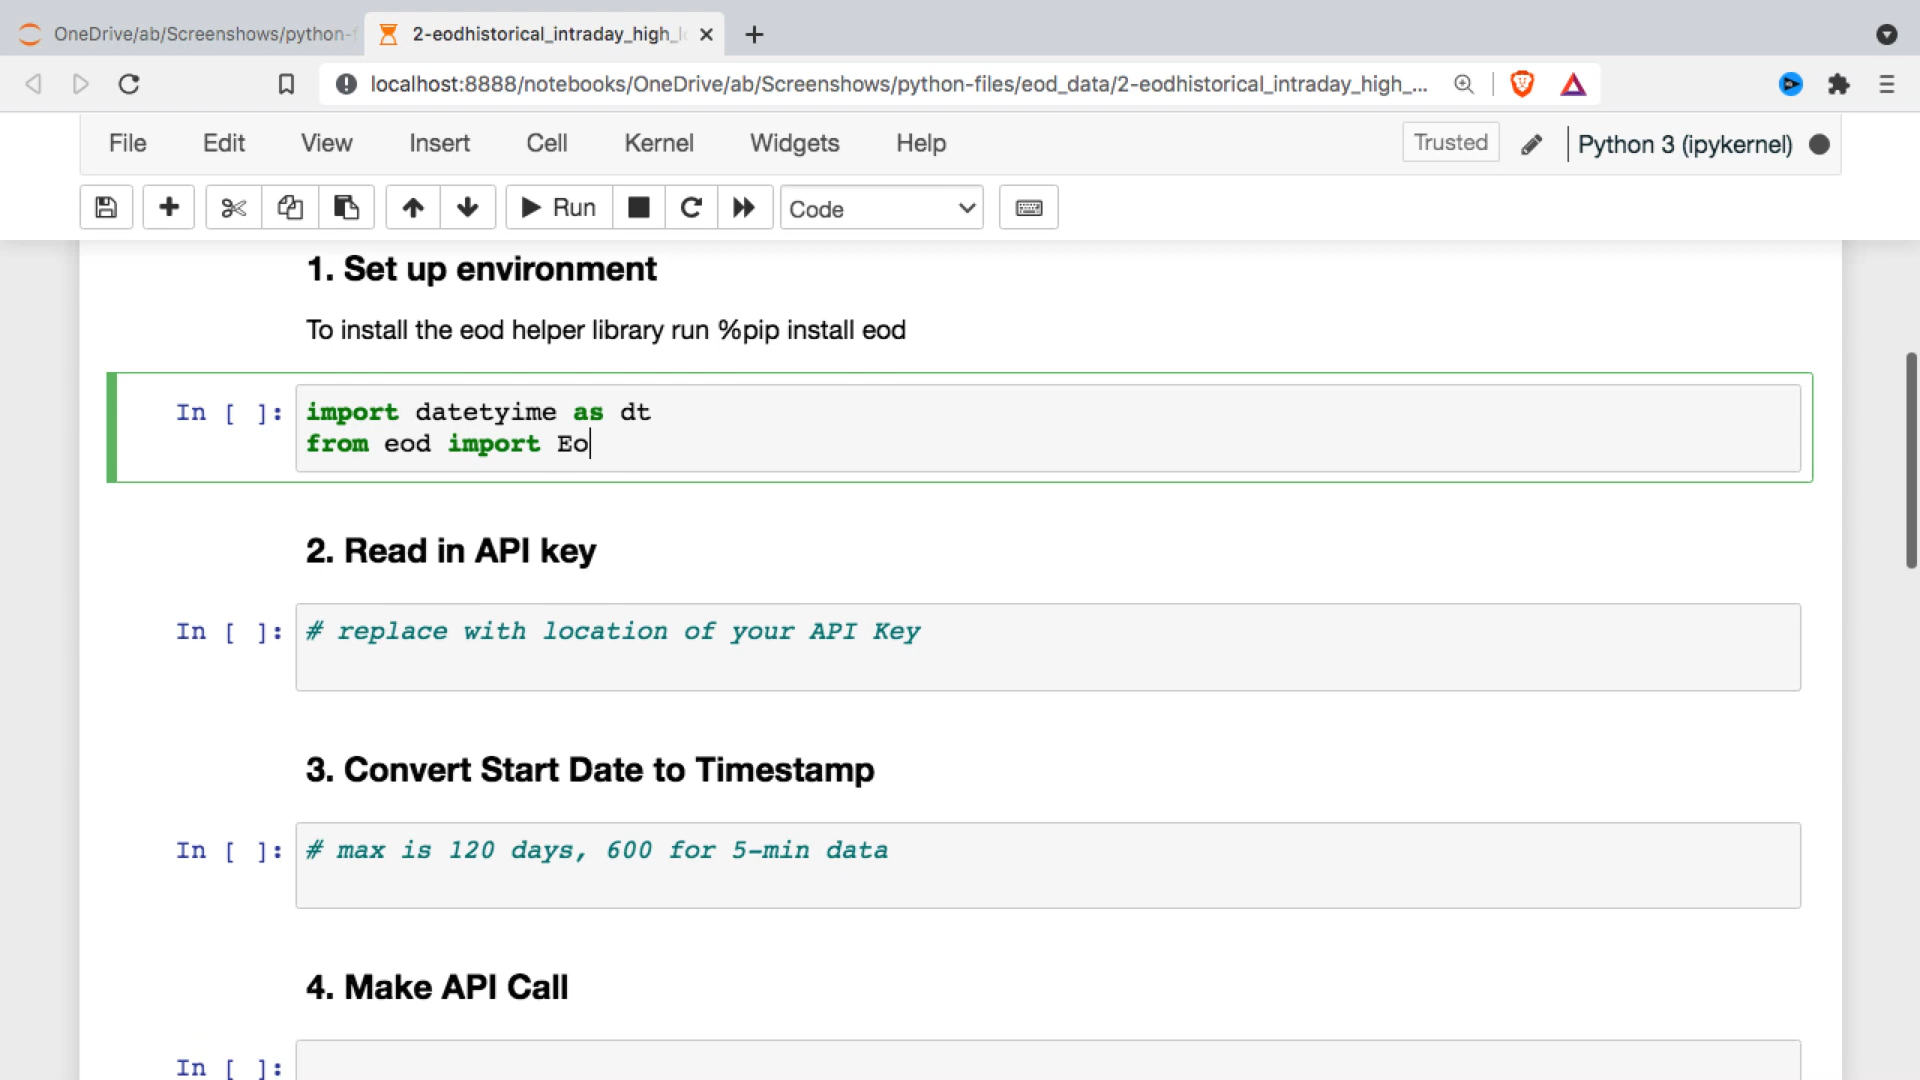 OneDrive/ab/Screenshows/python-f
2-eodhistorical_intraday_high_l
localhost:8888/notebooks/OneDrive/ab/Screenshows/python-files/eod_data/2-eodhistorical_intraday_high_...
File Edit View Insert Cell Kernel Widgets Help Trusted Python 3 (ipykernel)
Run Code
1. Set up environment
To install the eod helper library run %pip install eod
In [ ]: import datetyime as dt
from eod import Eo
2. Read in API key
In [ ]: # replace with location of your API Key
3. Convert Start Date to Timestamp
In [ ]: # max is 120 days, 600 for 5-min data
4. Make API Call
In [ ]: